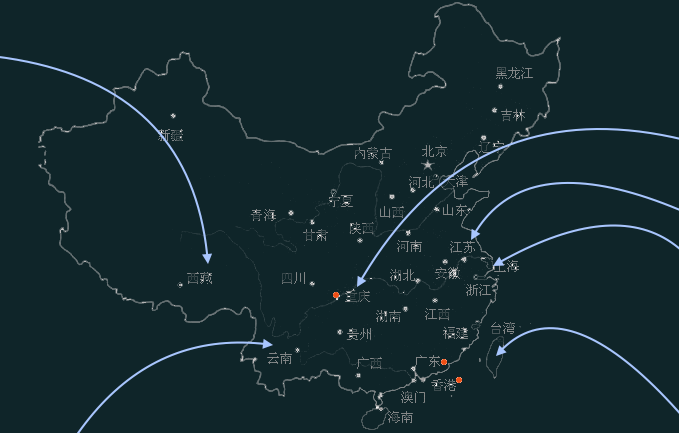 黑龙江
吉林
新疆
辽宁
北京
内蒙古
河北
天津
宁夏
山西
山东
青海
甘肃
陕西
河南
江苏
西藏
四川
湖北
安徽
上海
重庆
浙江
湖南
江西
台湾
贵州
福建
云南
广西
广东
香港
澳门
海南